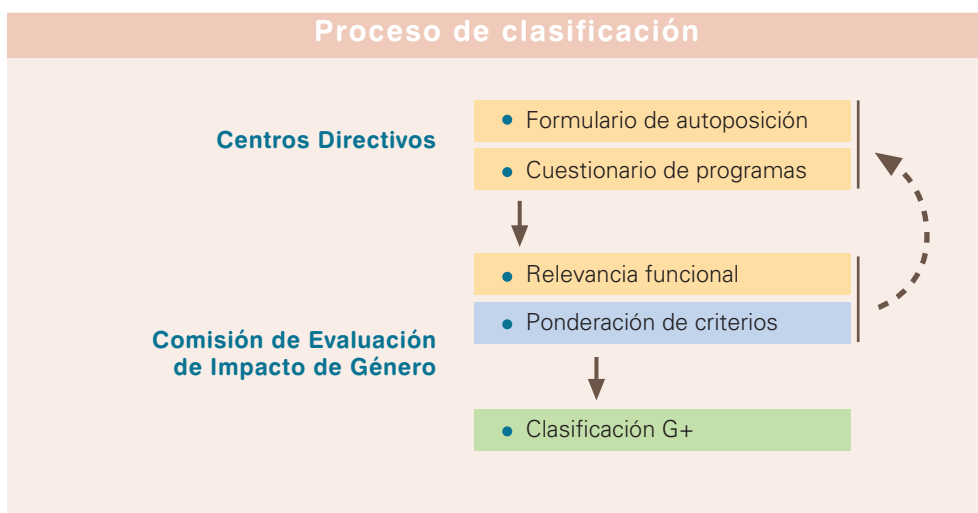 Proceso de clasificación
Centros Directivos
Formulario de autoposición
Cuestionario de programas
Relevancia funcional
Ponderación de criterios
Comisión de Evaluación
de Impacto de Género
Clasificación G+